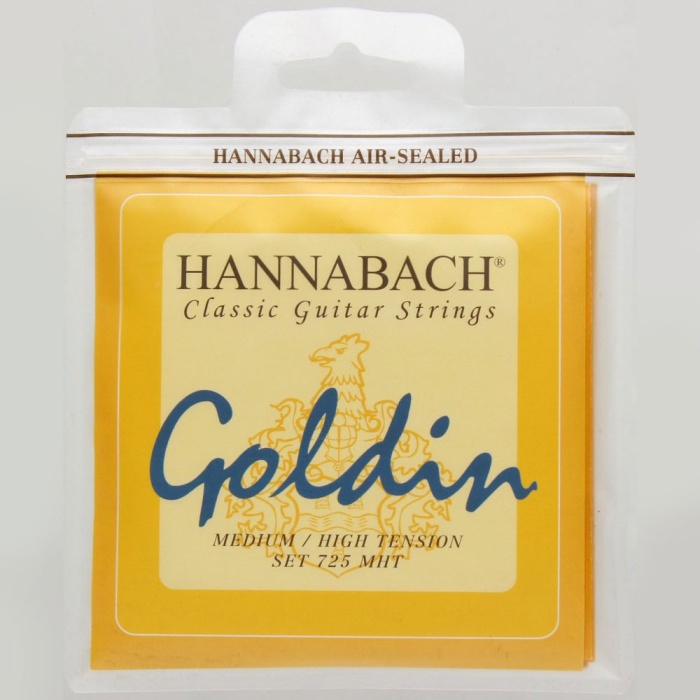 HANNABACH AIR-SEALED
HANNABACH®
Classic Guitar Strings
Goldin
MEDIUM / HIGH TENSION
SET 725 MHT